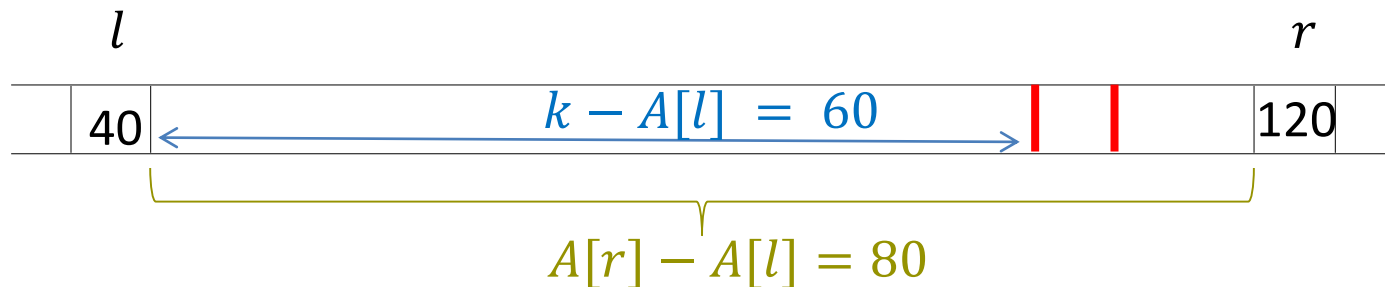 l r
40 k − A[l] = 60 120
A[r] − A[l] = 80